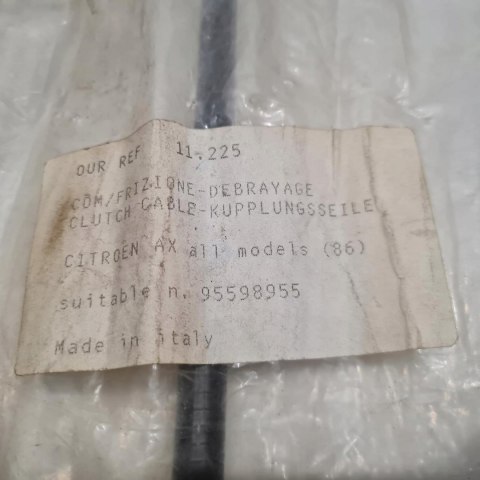 OUR REF 11.225
COM/FRIZIONE-DEBRAYAGE
CLUTCH CABLE-KUPPLUNGSSEILE
CITROEN AX all models (86)
suitable n. 95598955
Made in italy